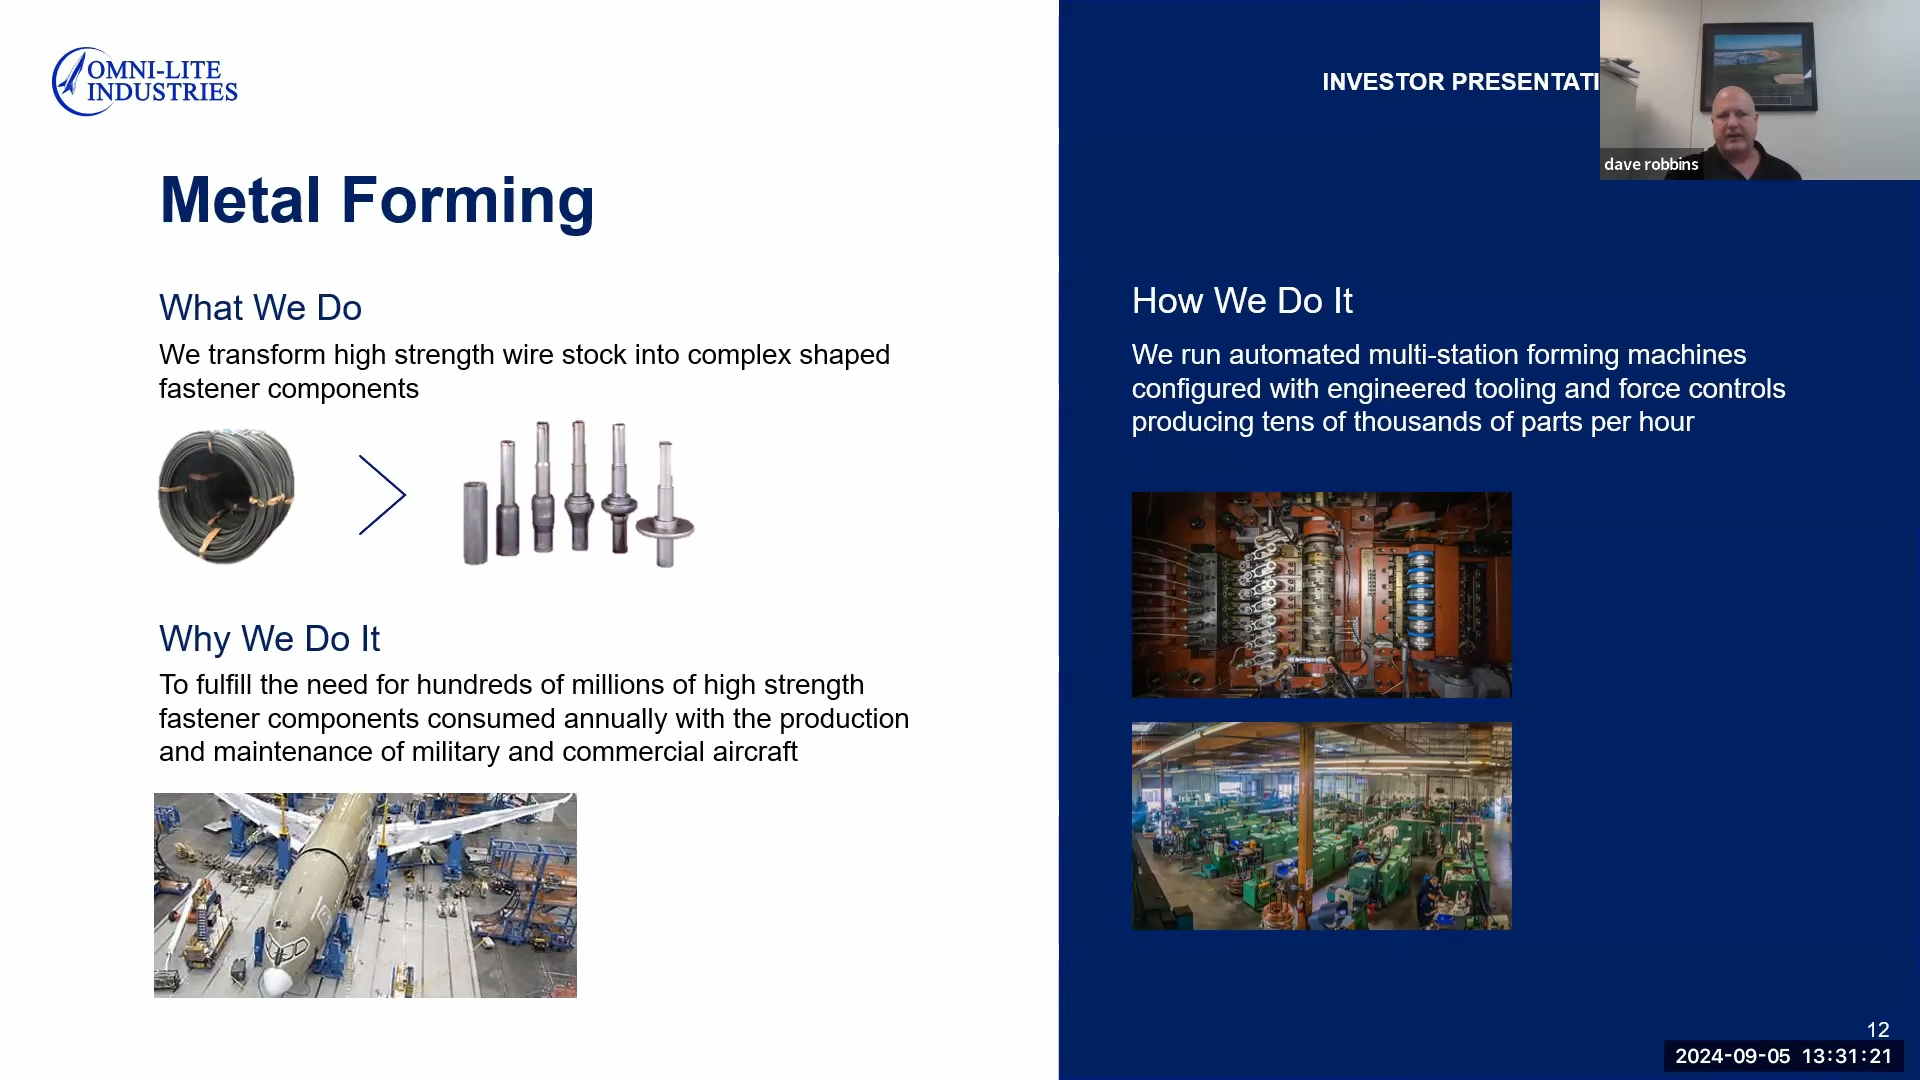 OMNI-LITE
INDUSTRIES
INVESTOR PRESENTATI
dave robbins
Metal Forming
What We Do
We transform high strength wire stock into complex shaped
fastener components
Why We Do It
To fulfill the need for hundreds of millions of high strength
fastener components consumed annually with the production
and maintenance of military and commercial aircraft
How We Do It
We run automated multi-station forming machines
configured with engineered tooling and force controls
producing tens of thousands of parts per hour
12
2024-09-05 13:31:21